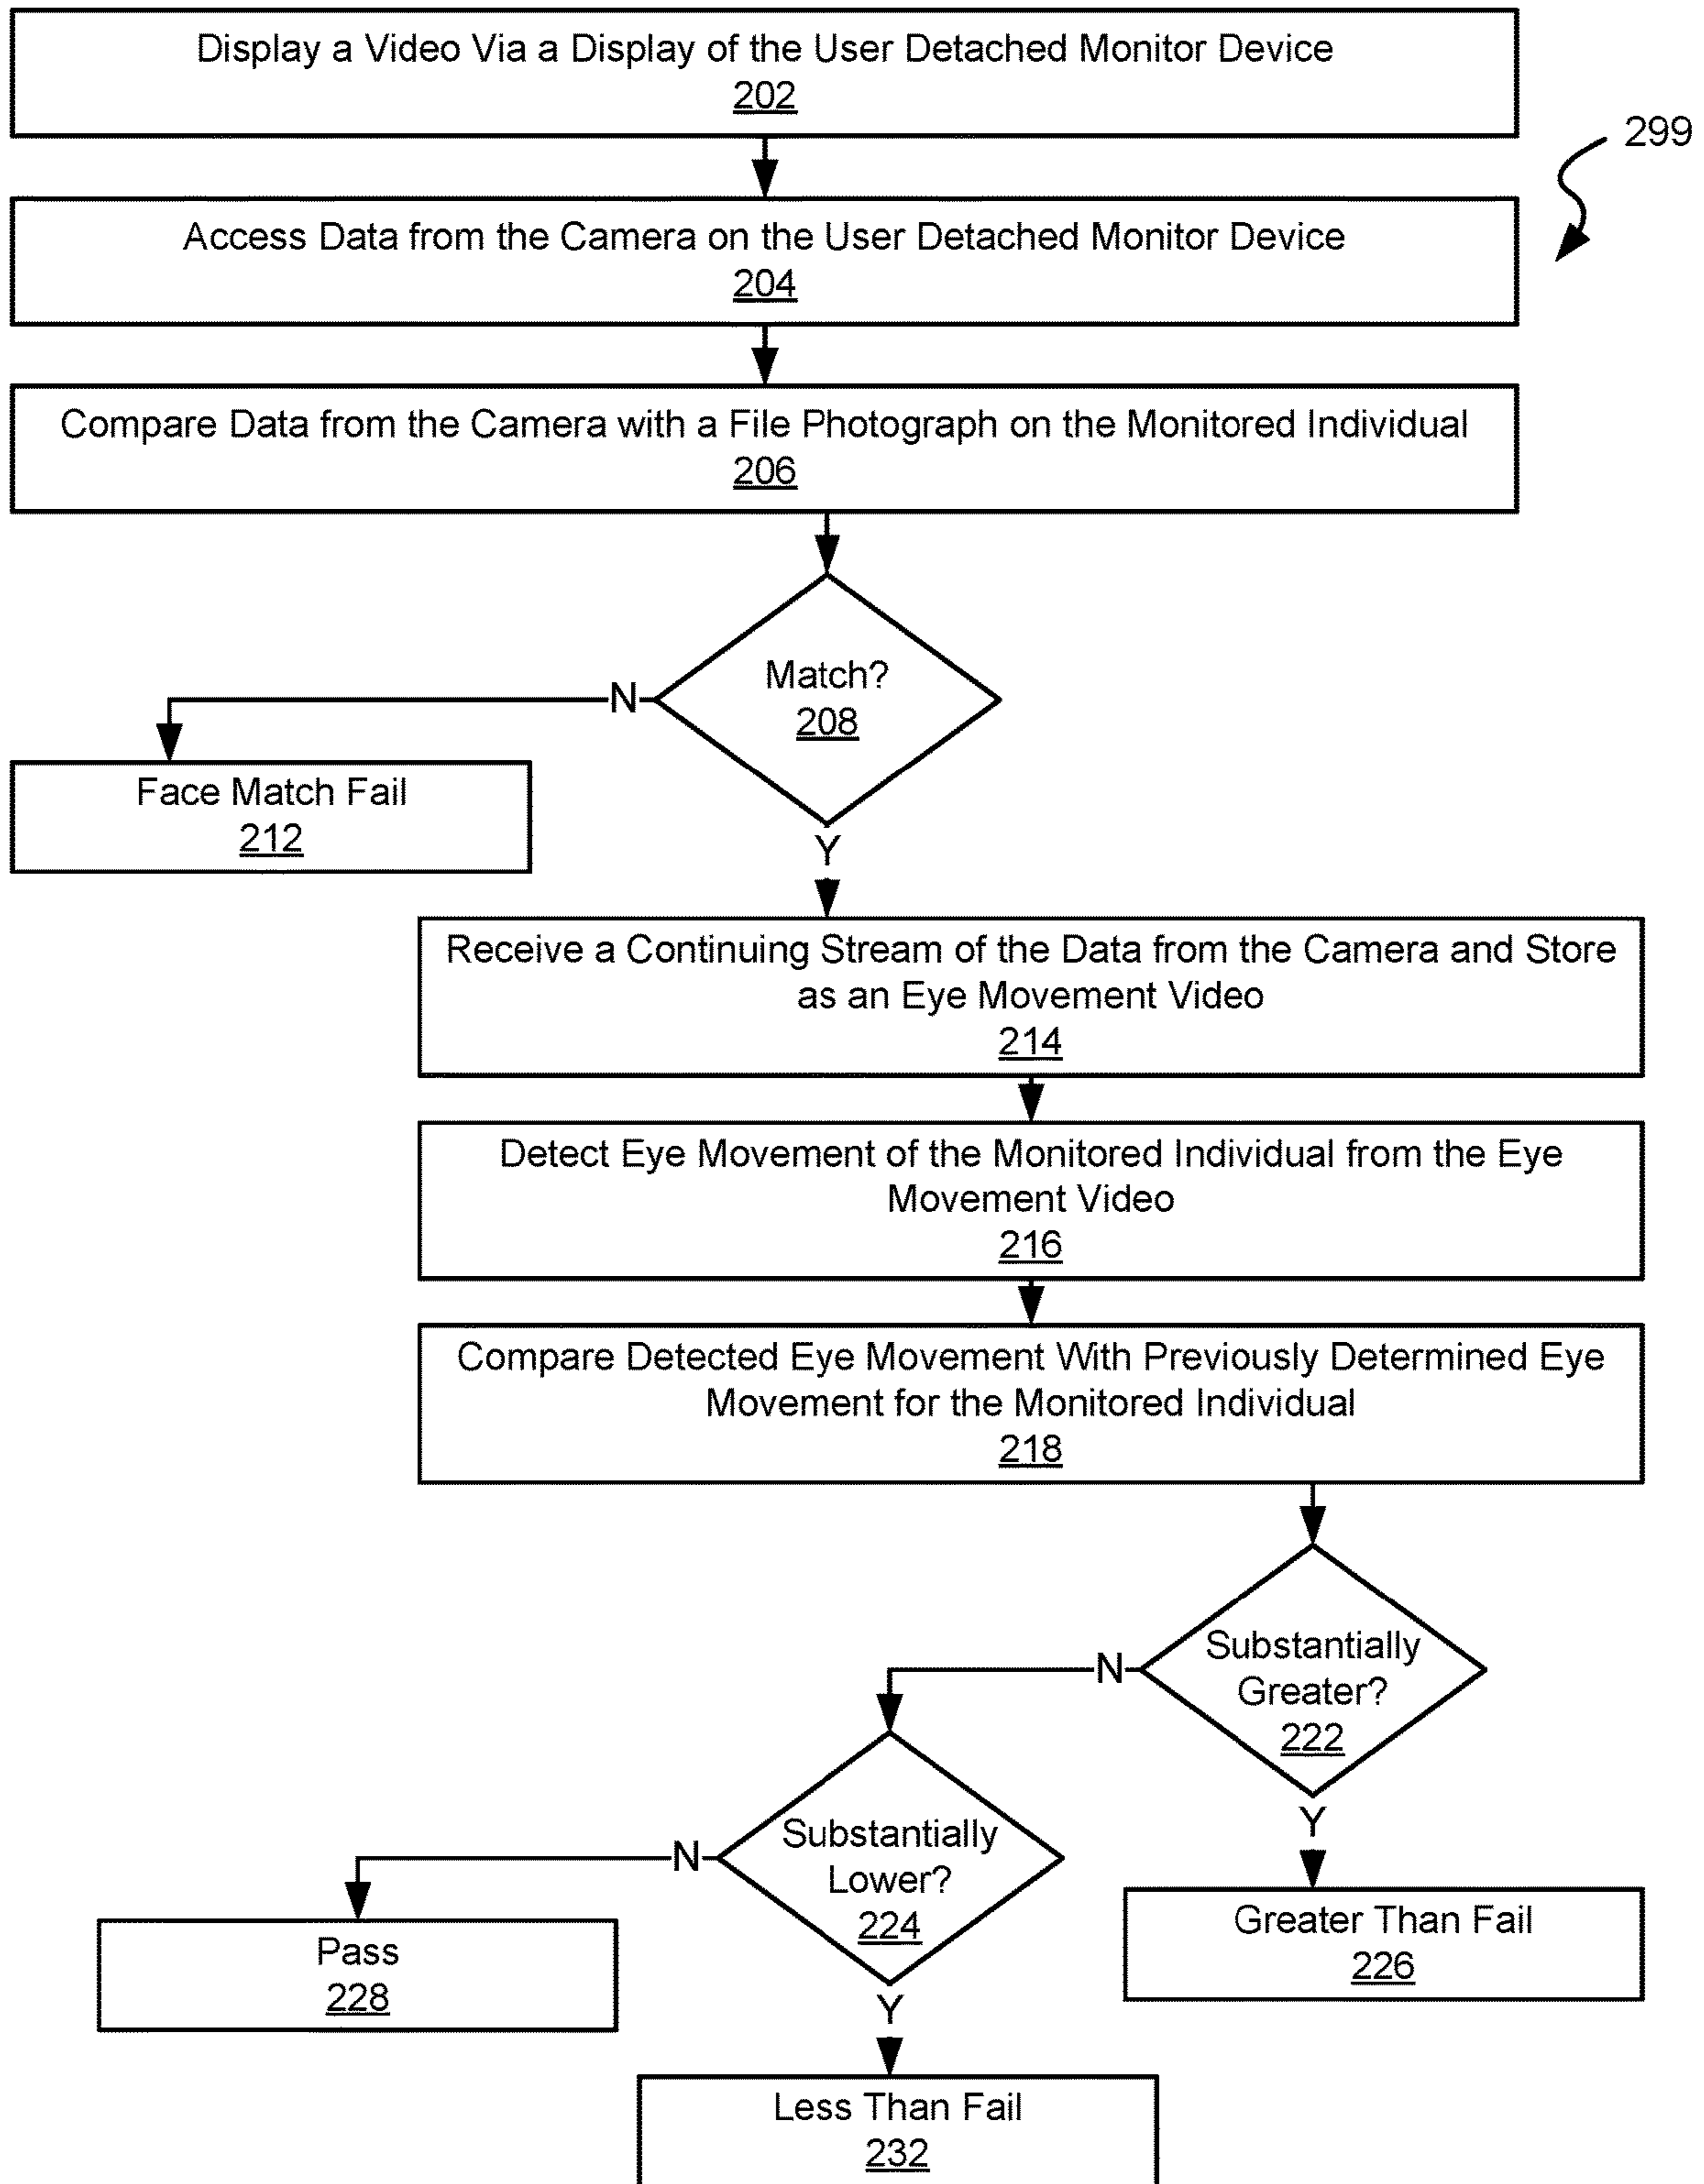 Display a Video Via a Display of the User Detached Monitor Device
202
299
Access Data from the Camera on the User Detached Monitor Device
204
Compare Data from the Camera with a File Photograph on the Monitored Individual
206
Match?
208
N
Face Match Fail
212
Y
Receive a Continuing Stream of the Data from the Camera and Store
as an Eye Movement Video
214
Detect Eye Movement of the Monitored Individual from the Eye
Movement Video
216
Compare Detected Eye Movement With Previously Determined Eye
Movement for the Monitored Individual
218
Substantially
Greater?
222
N
Y
Substantially
Lower?
224
N
Greater Than Fail
226
Pass
228
Y
Less Than Fail
232